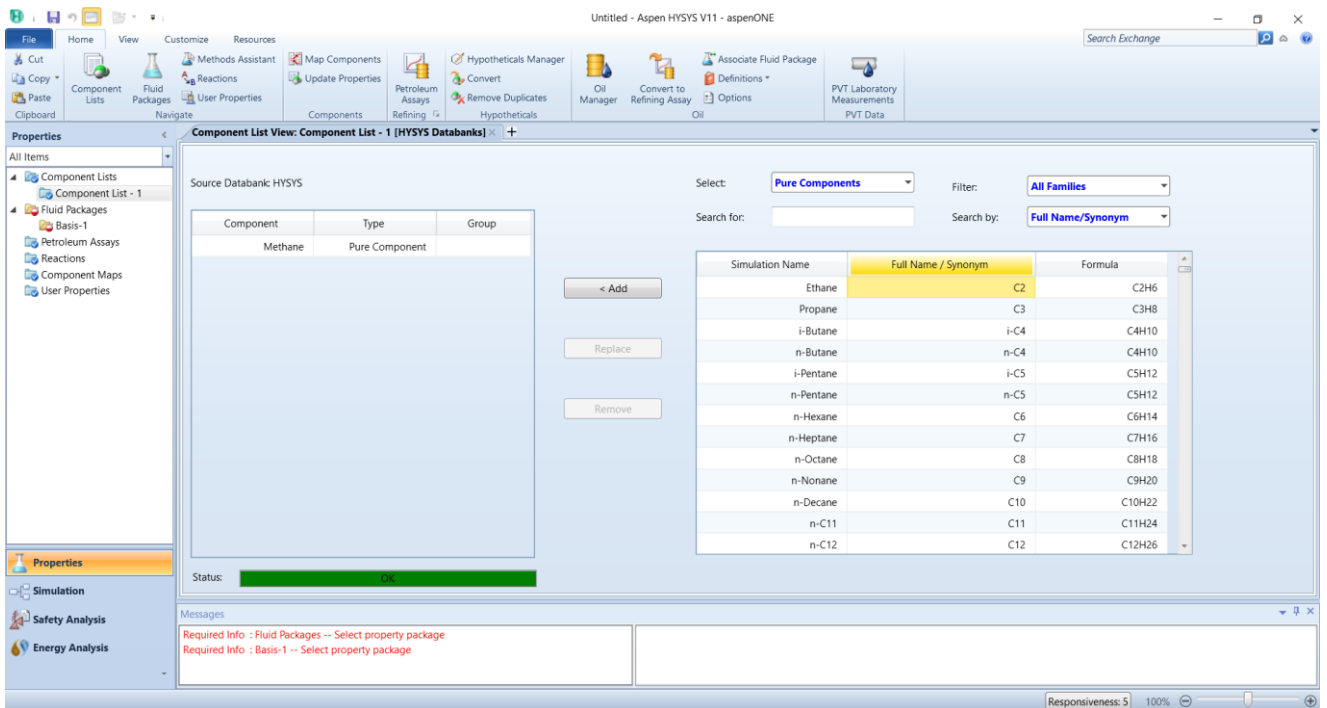 Untitled - Aspen HYSYS V11 - aspenONE
File Home View Customize Resources
Search Exchange
Cut
Copy
Paste
Clipboard
Component Lists
Fluid Packages
Methods Assistant
Reactions
User Properties
Navigate
Map Components
Update Properties
Components
Petroleum Assays
Refining
Hypotheticals Manager
Convert
Remove Duplicates
Hypotheticals
Oil Manager
Convert to Refining Assay
Associate Fluid Package
Definitions
Options
Oil
PVT Laboratory Measurements
PVT Data
Properties
All Items
Component Lists
Component List - 1
Fluid Packages
Basis-1
Petroleum Assays
Reactions
Component Maps
User Properties
Properties
Simulation
Safety Analysis
Energy Analysis
Component List View: Component List - 1 [HYSYS Databanks]
Source Databank: HYSYS
Component Type Group
Methane Pure Component
< Add
Replace
Remove
Select: Pure Components
Filter: All Families
Search for:
Search by: Full Name/Synonym
Simulation Name Full Name / Synonym Formula
Ethane C2 C2H6
Propane C3 C3H8
i-Butane i-C4 C4H10
n-Butane n-C4 C4H10
i-Pentane i-C5 C5H12
n-Pentane n-C5 C5H12
n-Hexane C6 C6H14
n-Heptane C7 C7H16
n-Octane C8 C8H18
n-Nonane C9 C9H20
n-Decane C10 C10H22
n-C11 C11 C11H24
n-C12 C12 C12H26
Status: OK
Messages
Required Info : Fluid Packages -- Select property package
Required Info : Basis-1 -- Select property package
Responsiveness: 5 100%